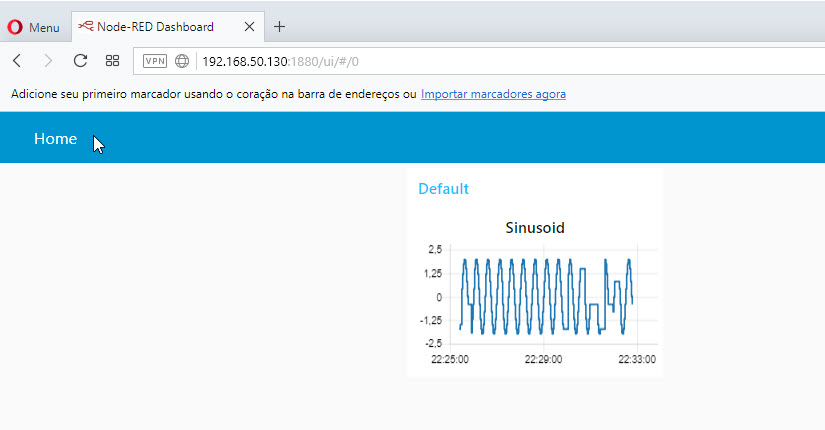 Menu
Node-RED Dashboard
VPN
192.168.50.130:1880/ui/#/0
Adicione seu primeiro marcador usando o coração na barra de endereços ou Importar marcadores agora
Home
Default
Sinusoid
2,5
1,25
0
-1,25
-2,5
22:25:00 22:29:00 22:33:00